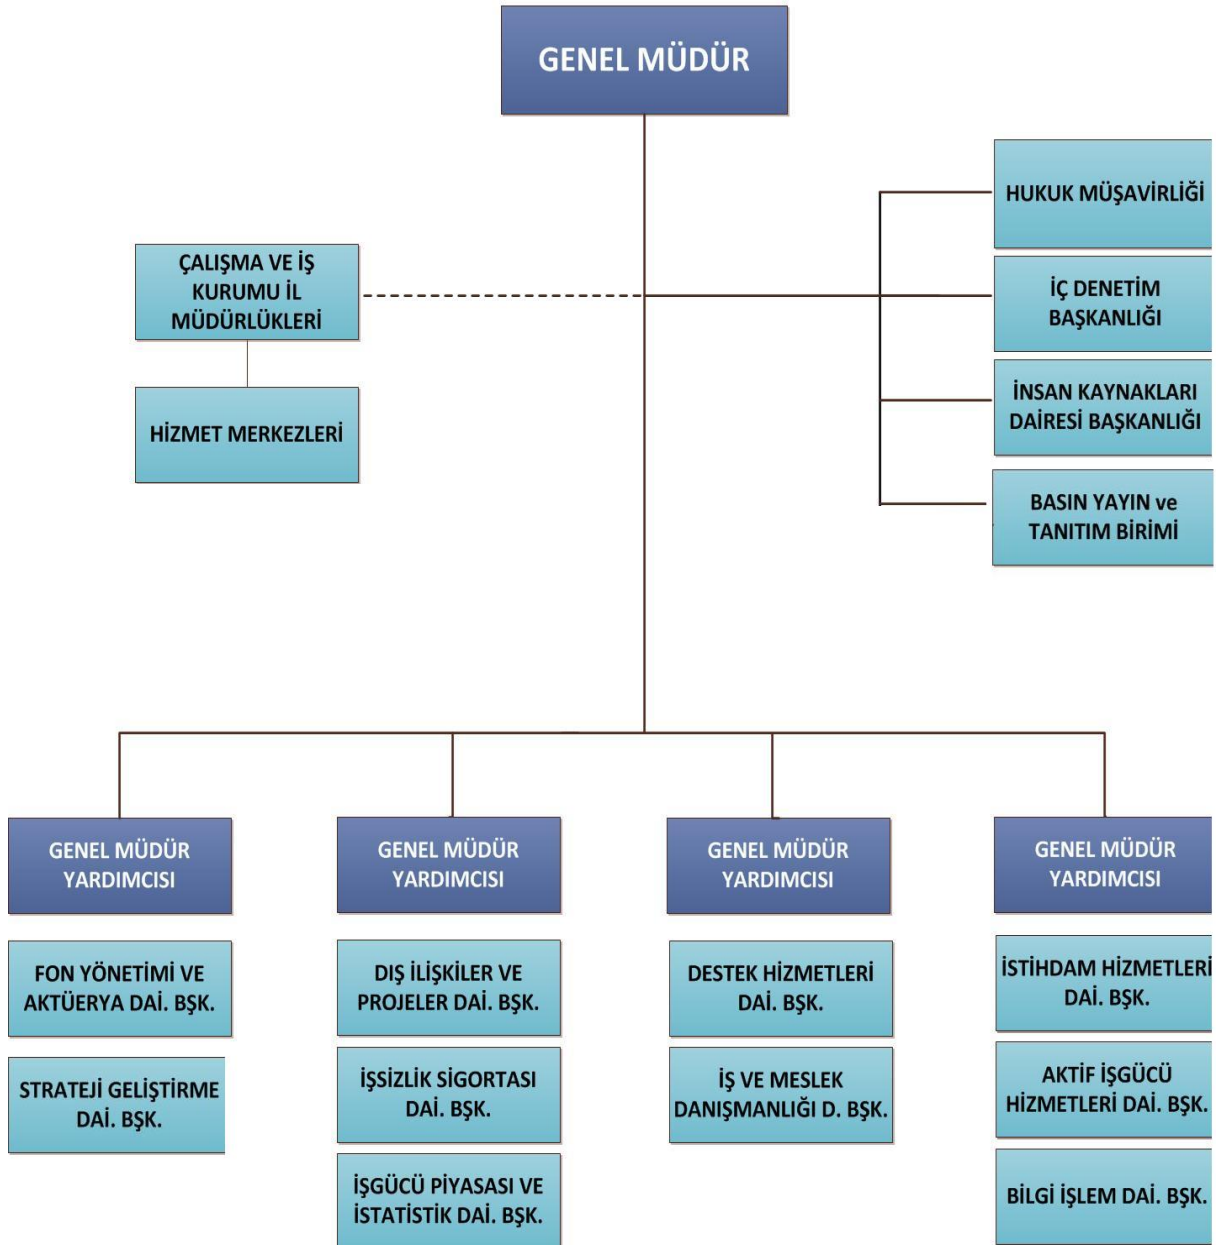 GENEL MÜDÜR
HUKUK MÜŞAVİRLİĞİ
ÇALIŞMA VE İŞ
KURUMU İL
MÜDÜRLÜKLERİ
İÇ DENETİM
BAŞKANLIĞI
HİZMET MERKEZLERİ
İNSAN KAYNAKLARI
DAİRESİ BAŞKANLIĞI
BASIN YAYIN ve
TANITIM BİRİMİ
GENEL MÜDÜR
YARDIMCISI
FON YÖNETİMİ VE
AKTÜERYA DAİ. BŞK.
STRATEJİ GELİŞTİRME
DAİ. BŞK.
GENEL MÜDÜR
YARDIMCISI
DIŞ İLİŞKİLER VE
PROJELER DAİ. BŞK.
İŞSİZLİK SİGORTASI
DAİ. BŞK.
İŞGÜCÜ PİYASASI VE
İSTATİSTİK DAİ. BŞK.
GENEL MÜDÜR
YARDIMCISI
DESTEK HİZMETLERİ
DAİ. BŞK.
İŞ VE MESLEK
DANIŞMANLIĞI D. BŞK.
GENEL MÜDÜR
YARDIMCISI
İSTİHDAM HİZMETLERİ
DAİ. BŞK.
AKTİF İŞGÜCÜ
HİZMETLERİ DAİ. BŞK.
BİLGİ İŞLEM DAİ. BŞK.